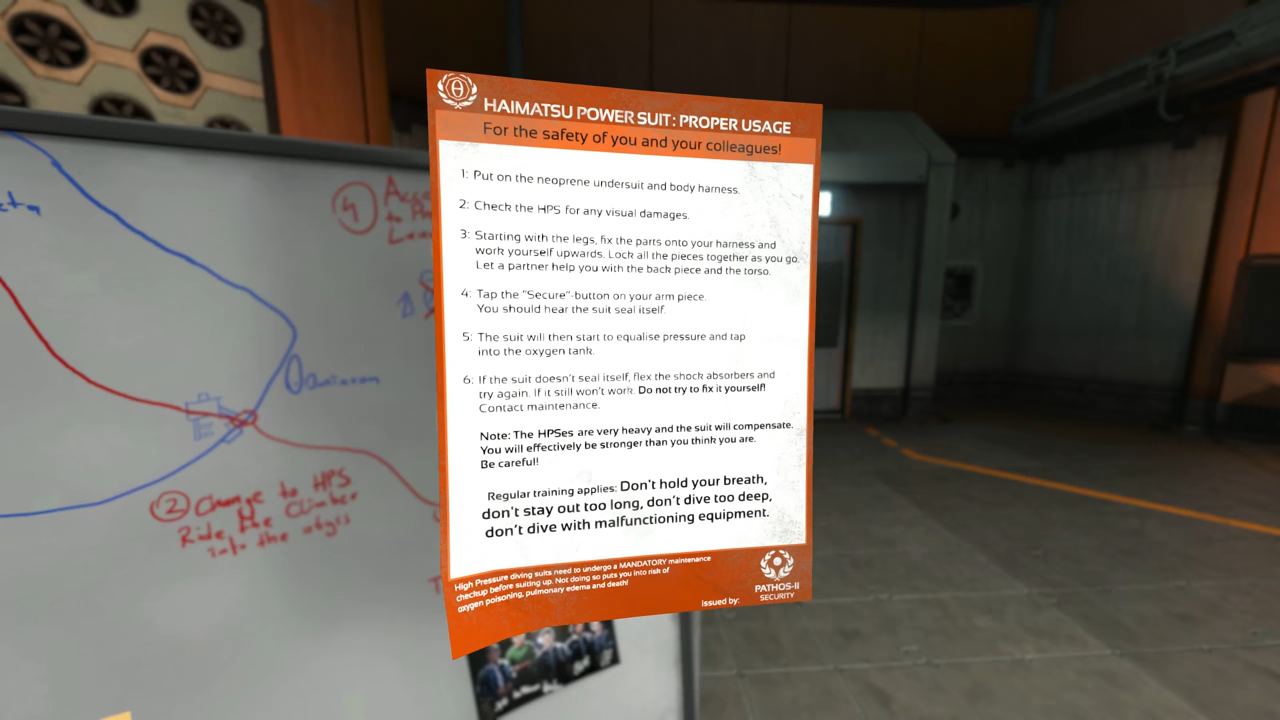 HAIMATSU POWER SUIT: PROPER USAGE
For the safety of you and your colleagues!
1: Put on the neoprene undersuit and body harness.
2: Check the HPS for any visual damages.
3: Starting with the legs, fix the parts onto your harness and
work yourself upwards. Lock all the pieces together as you go.
Let a partner help you with the back piece and the torso.
4: Tap the "Secure"-button on your arm piece.
You should hear the suit seal itself.
5: The suit will then start to equalise pressure and tap
into the oxygen tank.
6: If the suit doesn't seal itself, flex the shock absorbers and
try again. If it still won't work. Do not try to fix it yourself!
Contact maintenance.
Note: The HPSes are very heavy and the suit will compensate.
You will effectively be stronger than you think you are.
Be careful!
Regular training applies: Don't hold your breath,
don't stay out too long, don't dive too deep,
don't dive with malfunctioning equipment.
High Pressure diving suits need to undergo a MANDATORY maintenance
checkup before suiting up. Not doing so puts you into risk of
oxygen poisoning, pulmonary edema and death!
issued by:
PATHOS-II
SECURITY
4
to
2 Change to HPS
Ride the Climber
into the abyss